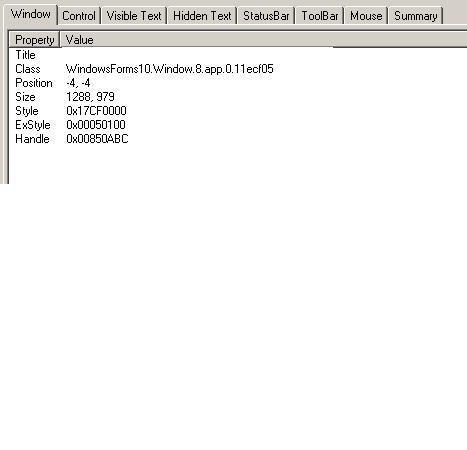 Window Control Visible Text Hidden Text StatusBar ToolBar Mouse Summary
Property Value
Title
Class WindowsForms10.Window.8.app.0.11ecf05
Position -4, -4
Size 1288, 979
Style 0x17CF0000
ExStyle 0x00050100
Handle 0x00850ABC